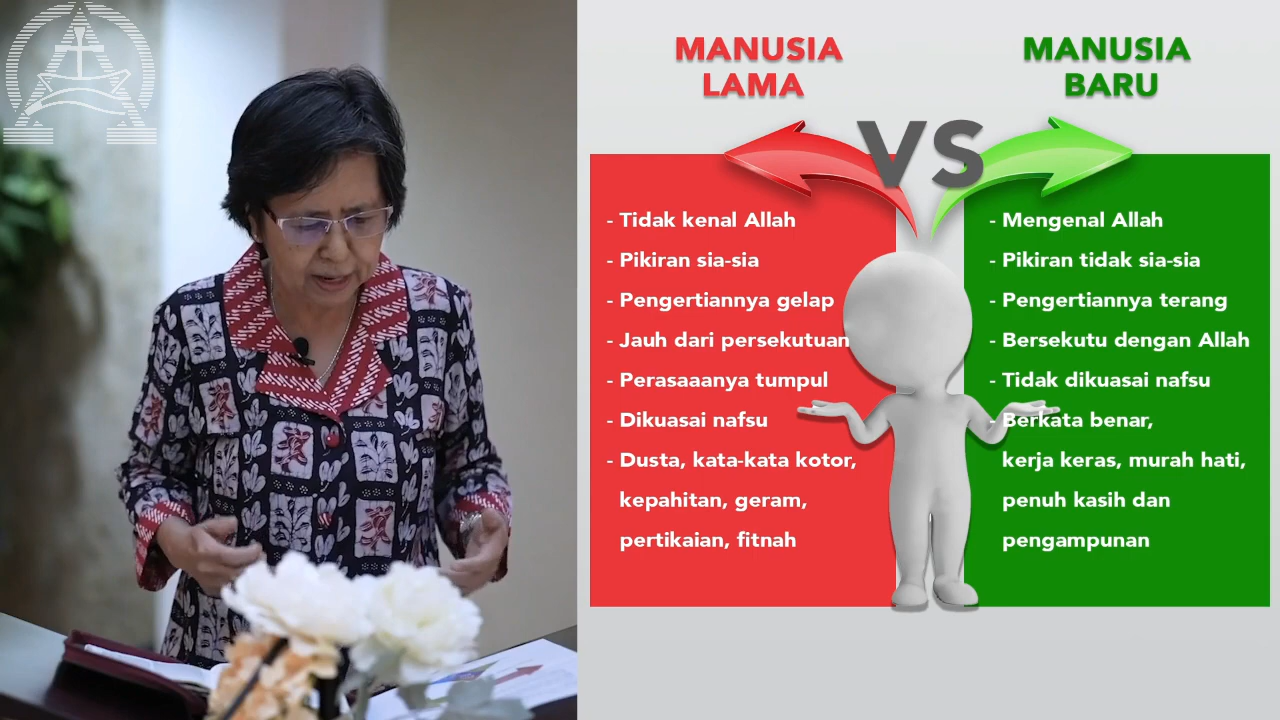 MANUSIA
LAMA
VS
MANUSIA
BARU
- Tidak kenal Allah
- Pikiran sia-sia
- Pengertiannya gelap
- Jauh dari persekutuan
- Perasaaanya tumpul
- Dikuasai nafsu
- Dusta, kata-kata kotor,
kepahitan, geram,
pertikaian, fitnah
- Mengenal Allah
- Pikiran tidak sia-sia
- Pengertiannya terang
- Bersekutu dengan Allah
- Tidak dikuasai nafsu
- Berkata benar,
kerja keras, murah hati,
penuh kasih dan
pengampunan